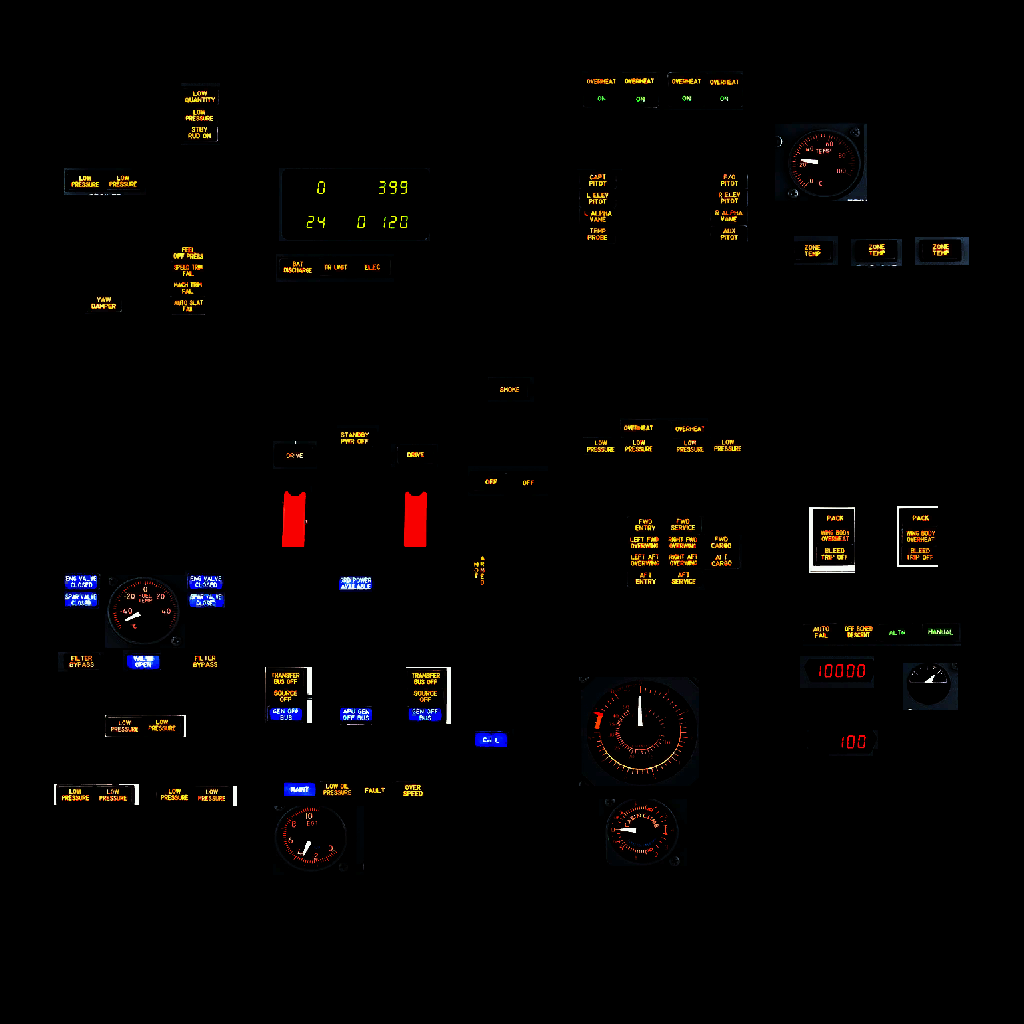 OVERHEAT OVERHEAT OVERHEAT OVERHEAT
LOW
QUANTITY
ON ON ON ON
LOW
PRESSURE
STBY
RUD ON
TEMP
LOW
PRESSURE
LOW
PRESSURE
0 399
24 0 120
CAPT
PITOT
L ELEV
PITOT
L ALPHA
VANE
TEMP
PROBE
F/O
PITOT
R ELEV
PITOT
R ALPHA
VANE
AUX
PITOT
ZONE
TEMP
ZONE
TEMP
ZONE
TEMP
FEEL
OFF PRESS
SPEED TRIM
FAIL
MACH TRIM
FAIL
AUTO SLAT
FAIL
YAW
DAMPER
BAT
DISCHARGE
TR UNIT
ELEC
SMOKE
OVERHEAT OVERHEAT
STANDBY
PWR OFF
DRIVE DRIVE
LOW
PRESSURE
LOW
PRESSURE
LOW
PRESSURE
LOW
PRESSURE
OFF OFF
FWD
ENTRY
FWD
SERVICE
LEFT FWD
OVERWING
RIGHT FWD
OVERWING
FWD
CARGO
LEFT AFT
OVERWING
RIGHT AFT
OVERWING
AFT
CARGO
AFT
ENTRY
AFT
SERVICE
PACK
WING BODY
OVERHEAT
BLEED
TRIP OFF
PACK
WING BODY
OVERHEAT
BLEED
TRIP OFF
ARMED
ENG VALVE
CLOSED
SPAR VALVE
CLOSED
FUEL
TEMP
ENG VALVE
CLOSED
SPAR VALVE
CLOSED
GRD POWER
AVAILABLE
FILTER
BYPASS
VALVE
OPEN
FILTER
BYPASS
AUTO
FAIL
OFF SCHED
DESCENT
ALTN
MANUAL
10000
TRANSFER
BUS OFF
SOURCE
OFF
GEN OFF
BUS
APU GEN
OFF BUS
TRANSFER
BUS OFF
SOURCE
OFF
GEN OFF
BUS
LOW
PRESSURE
LOW
PRESSURE
CALL
100
LOW
PRESSURE
LOW
PRESSURE
LOW
PRESSURE
LOW
PRESSURE
MAINT
LOW OIL
PRESSURE
FAULT
OVER
SPEED
EGT
CABIN CLIMB